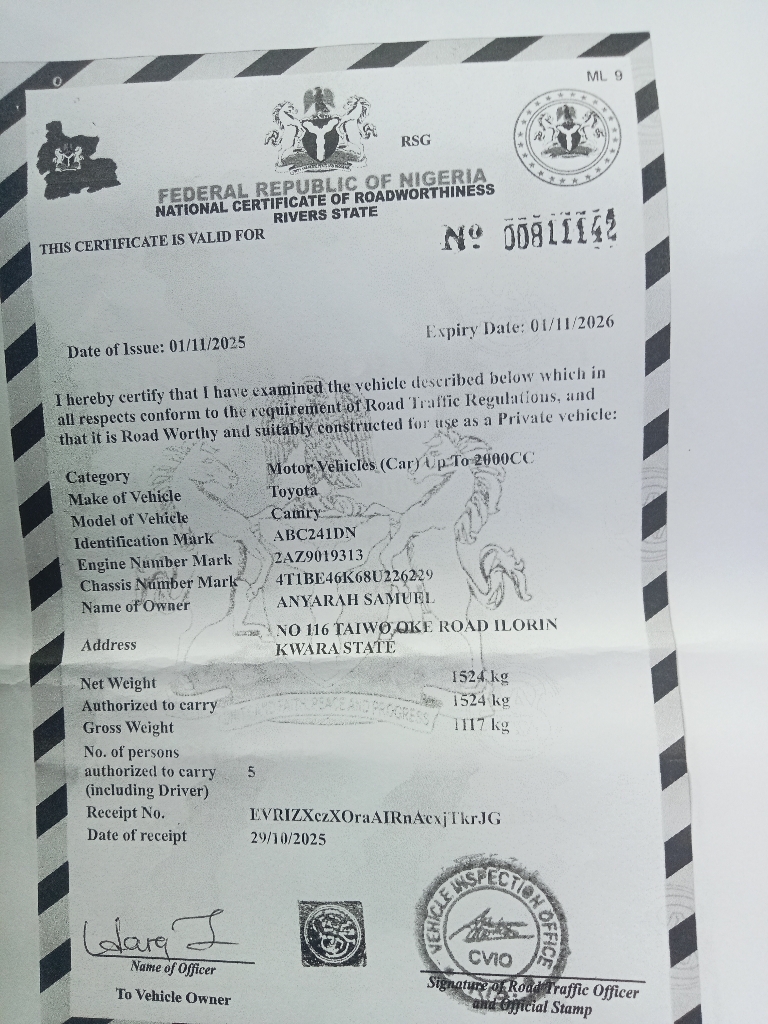 ML 9
RSG
FEDERAL REPUBLIC OF NIGERIA
NATIONAL CERTIFICATE OF ROADWORTHINESS
RIVERS STATE
THIS CERTIFICATE IS VALID FOR
Nº 00811142
Date of Issue: 01/11/2025
Expiry Date: 01/11/2026
I hereby certify that I have examined the vehicle described below which in
all respects conform to the requirement of Road Traffic Regulations, and
that it is Road Worthy and suitably constructed for use as a Private vehicle:
Category Motor Vehicles (Car) Up To 2000CC
Make of Vehicle Toyota
Model of Vehicle Camry
Identification Mark ABC241DN
Engine Number Mark 2AZ9019313
Chassis Number Mark 4T1BE46K68U226229
Name of Owner ANYARAH SAMUEL
Address NO 116 TAIWO OKE ROAD ILORIN
KWARA STATE
Net Weight 1524 kg
Authorized to carry 1524 kg
Gross Weight 1117 kg
No. of persons
authorized to carry 5
(including Driver)
Receipt No. EVRIZXczXOraAIRnAcxjTkrJG
Date of receipt 29/10/2025
VEHICLE INSPECTION OFFICE
CVIO
Name of Officer
To Vehicle Owner
Signature of Road Traffic Officer
and Official Stamp